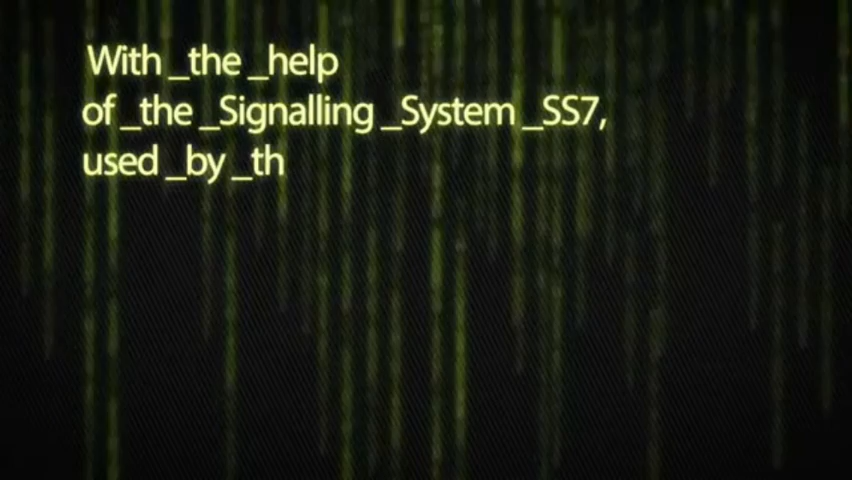 With _the _help
of _the _Signalling _System _SS7,
used _by _th